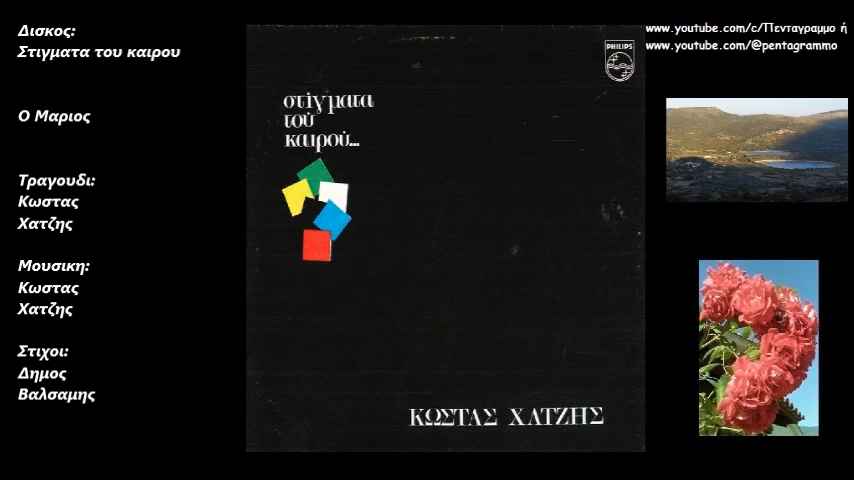 Δισκος:
Στιγματα του καιρου
Ο Μαριος
Τραγουδι:
Κωστας
Χατζης
Μουσικη:
Κωστας
Χατζης
Στιχοι:
Δημος
Βαλσαμης
στίγματα
τοῦ
καιροῦ...
PHILIPS
ΚΩΣΤΑΣ ΧΑΤΖΗΣ
www.youtube.com/c/Πενταγραμμο ή
www.youtube.com/@pentagrammo